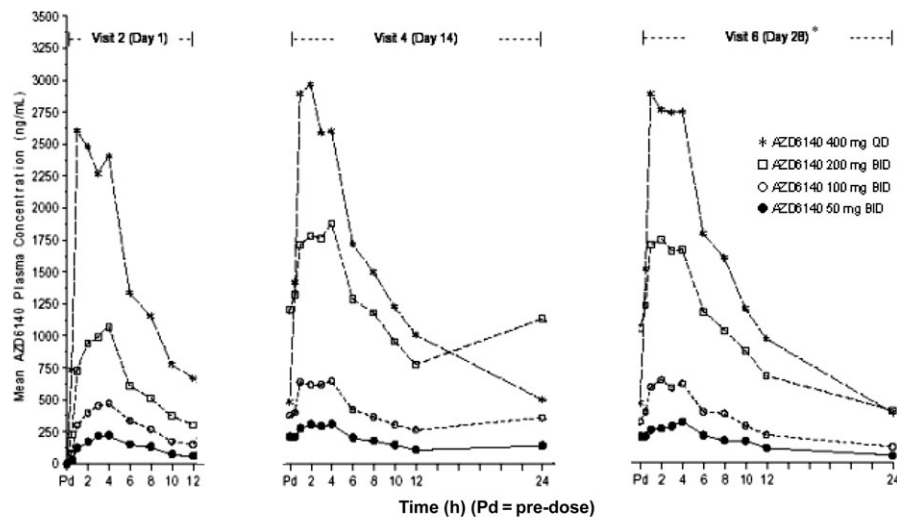 3500
3250
3000
2750
2500
2250
2000
1750
1500
1250
1000
750
500
250
0
Mean AZD6140 Plasma Concentration (ng/mL)
Visit 2 (Day 1)
Visit 4 (Day 14)
Visit 6 (Day 28)*
AZD6140 400 mg QD
AZD6140 200 mg BID
AZD6140 100 mg BID
AZD6140 50 mg BID
Pd 2 4 6 8 10 12
Pd 2 4 6 8 10 12 24
Pd 2 4 6 8 10 12 24
Time (h) (Pd = pre-dose)